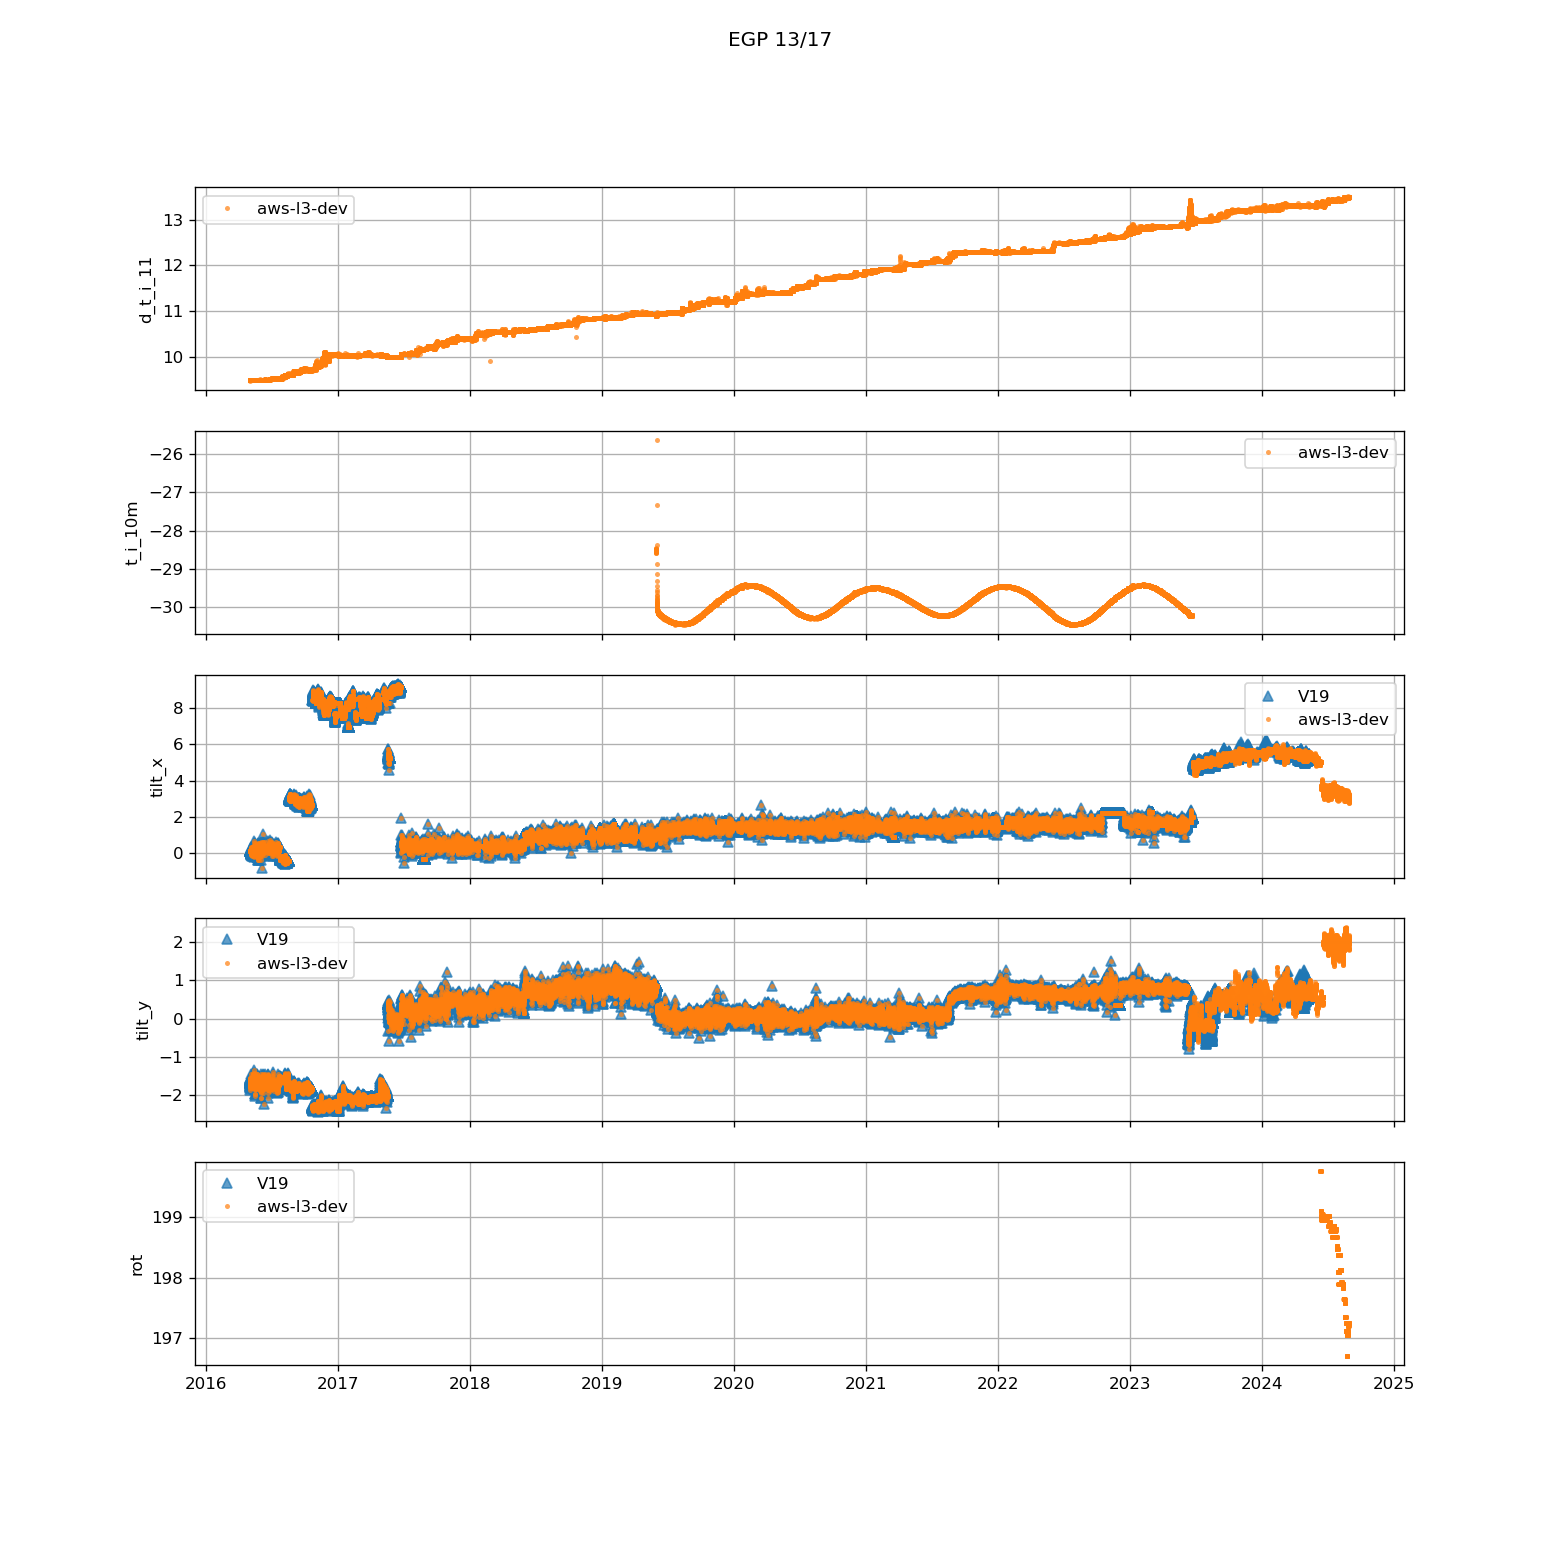 EGP 13/17
aws-l3-dev
13
12
11
10
d_t_i_11
aws-l3-dev
−26
−27
−28
−29
−30
t_i_10m
V19
aws-l3-dev
8
6
4
2
0
tilt_x
V19
aws-l3-dev
2
1
0
−1
−2
tilt_y
V19
aws-l3-dev
199
198
197
rot
2016 2017 2018 2019 2020 2021 2022 2023 2024 2025